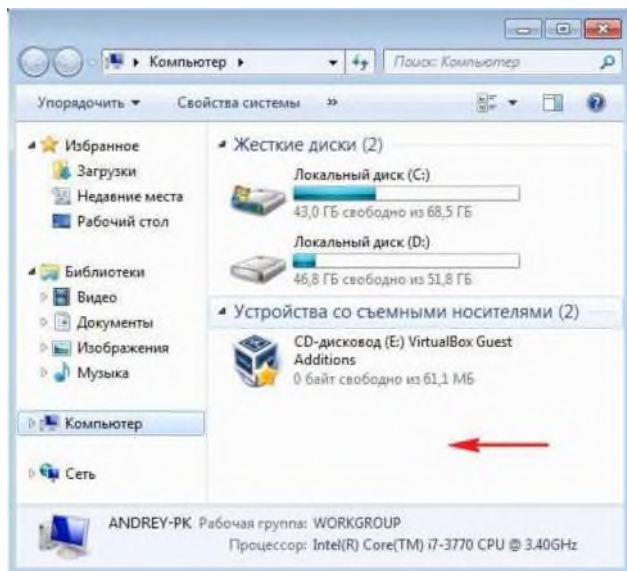 Компьютер
Поиск: Компьютер
Упорядочить
Свойства системы
»
Избранное
Загрузки
Недавние места
Рабочий стол
Библиотеки
Видео
Документы
Изображения
Музыка
Компьютер
Сеть
Жесткие диски (2)
Локальный диск (C:)
43,0 ГБ свободно из 68,5 ГБ
Локальный диск (D:)
46,8 ГБ свободно из 51,8 ГБ
Устройства со съемными носителями (2)
CD-дисковод (E:) VirtualBox Guest
Additions
0 байт свободно из 61,1 МБ
ANDREY-PK Рабочая группа: WORKGROUP
Процессор: Intel(R) Core(TM) i7-3770 CPU @ 3.40GHz